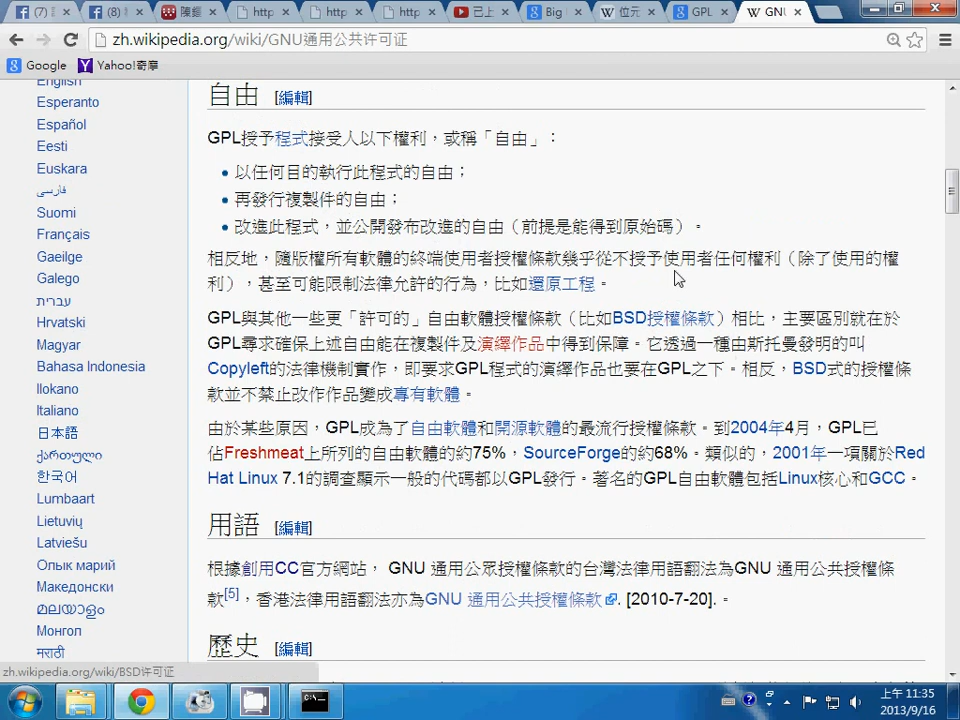 f (7)
f (8)
陳鍾
http
http
http
已上
Big
位元
GPL
GNU
zh.wikipedia.org/wiki/GNU通用公共许可证
Google
Yahoo!奇摩
English
Esperanto
Español
Eesti
Euskara
فارسی
Suomi
Français
Gaeilge
Galego
עברית
Hrvatski
Magyar
Bahasa Indonesia
Ilokano
Italiano
日本語
ქართული
한국어
Lumbaart
Lietuvių
Latviešu
Олык марий
Македонски
മലയാളം
Монгол
मराठी
自由 [編輯]
GPL授予程式接受人以下權利，或稱「自由」：
以任何目的執行此程式的自由；
再發行複製件的自由；
改進此程式，並公開發布改進的自由（前提是能得到原始碼）。
相反地，隨版權所有軟體的終端使用者授權條款幾乎從不授予使用者任何權利（除了使用的權
利），甚至可能限制法律允許的行為，比如還原工程。
GPL與其他一些更「許可的」自由軟體授權條款（比如BSD授權條款）相比，主要區別就在於
GPL尋求確保上述自由能在複製件及演繹作品中得到保障。它透過一種由斯托曼發明的叫
Copyleft的法律機制實作，即要求GPL程式的演繹作品也要在GPL之下。相反，BSD式的授權條
款並不禁止改作作品變成專有軟體。
由於某些原因，GPL成為了自由軟體和開源軟體的最流行授權條款。到2004年4月，GPL已
佔Freshmeat上所列的自由軟體的約75%，SourceForge的約68%。類似的，2001年一項關於Red
Hat Linux 7.1的調查顯示一般的代碼都以GPL發行。著名的GPL自由軟體包括Linux核心和GCC。
用語 [編輯]
根據創用CC官方網站， GNU 通用公眾授權條款的台灣法律用語翻法為GNU 通用公共授權條
款[5]，香港法律用語翻法亦為GNU 通用公共授權條款. [2010-7-20].。
歷史 [編輯]
zh.wikipedia.org/wiki/BSD许可证
上午 11:35
2013/9/16